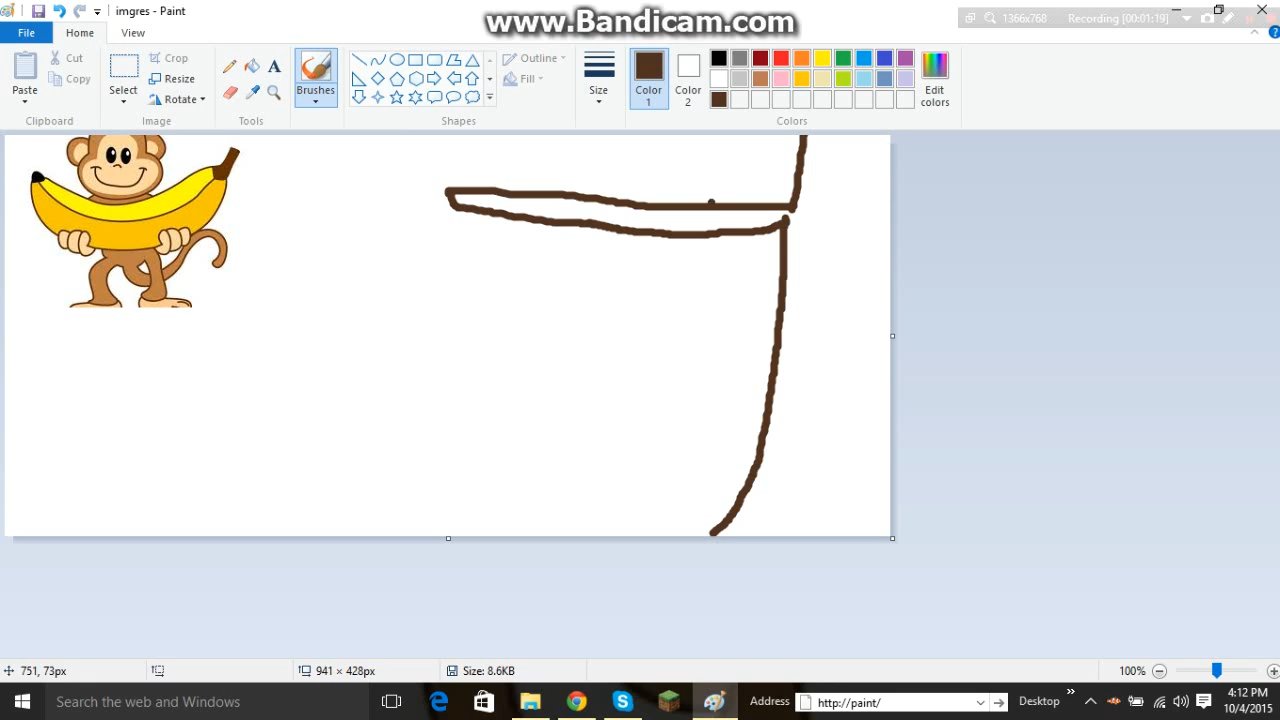 www.Bandicam.com
imgres - Paint
1366x768 Recording [00:01:19]
File Home View
Paste Cut Copy
Select Crop Resize Rotate
Brushes
Outline Fill
Size
Color 1
Color 2
Edit colors
Clipboard Image Tools Shapes Colors
751, 73px 941 × 428px Size: 8.6KB 100%
Search the web and Windows Address http://paint/ Desktop 4:12 PM
10/4/2015